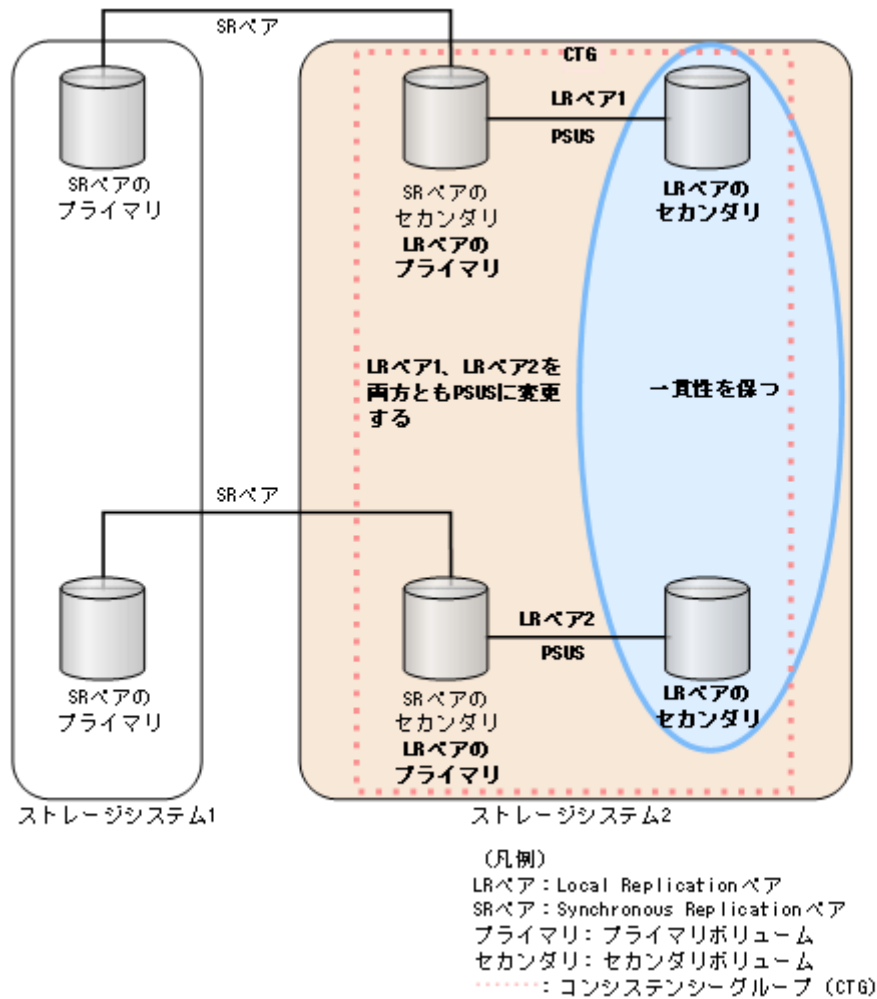 SRペア
CTG
LRペア1
PSUS
SRペアの
プライマリ
SRペアの
セカンダリ
LRペアの
プライマリ
LRペアの
セカンダリ
LRペア1、LRペア2を
両方ともPSUSに変更
する
一貫性を保つ
SRペア
LRペア2
PSUS
SRペアの
プライマリ
SRペアの
セカンダリ
LRペアの
プライマリ
LRペアの
セカンダリ
ストレージシステム1
ストレージシステム2
(凡例)
LRペア:Local Replicationペア
SRペア:Synchronous Replicationペア
プライマリ:プライマリボリューム
セカンダリ:セカンダリボリューム
:コンシステンシーグループ (CTG)